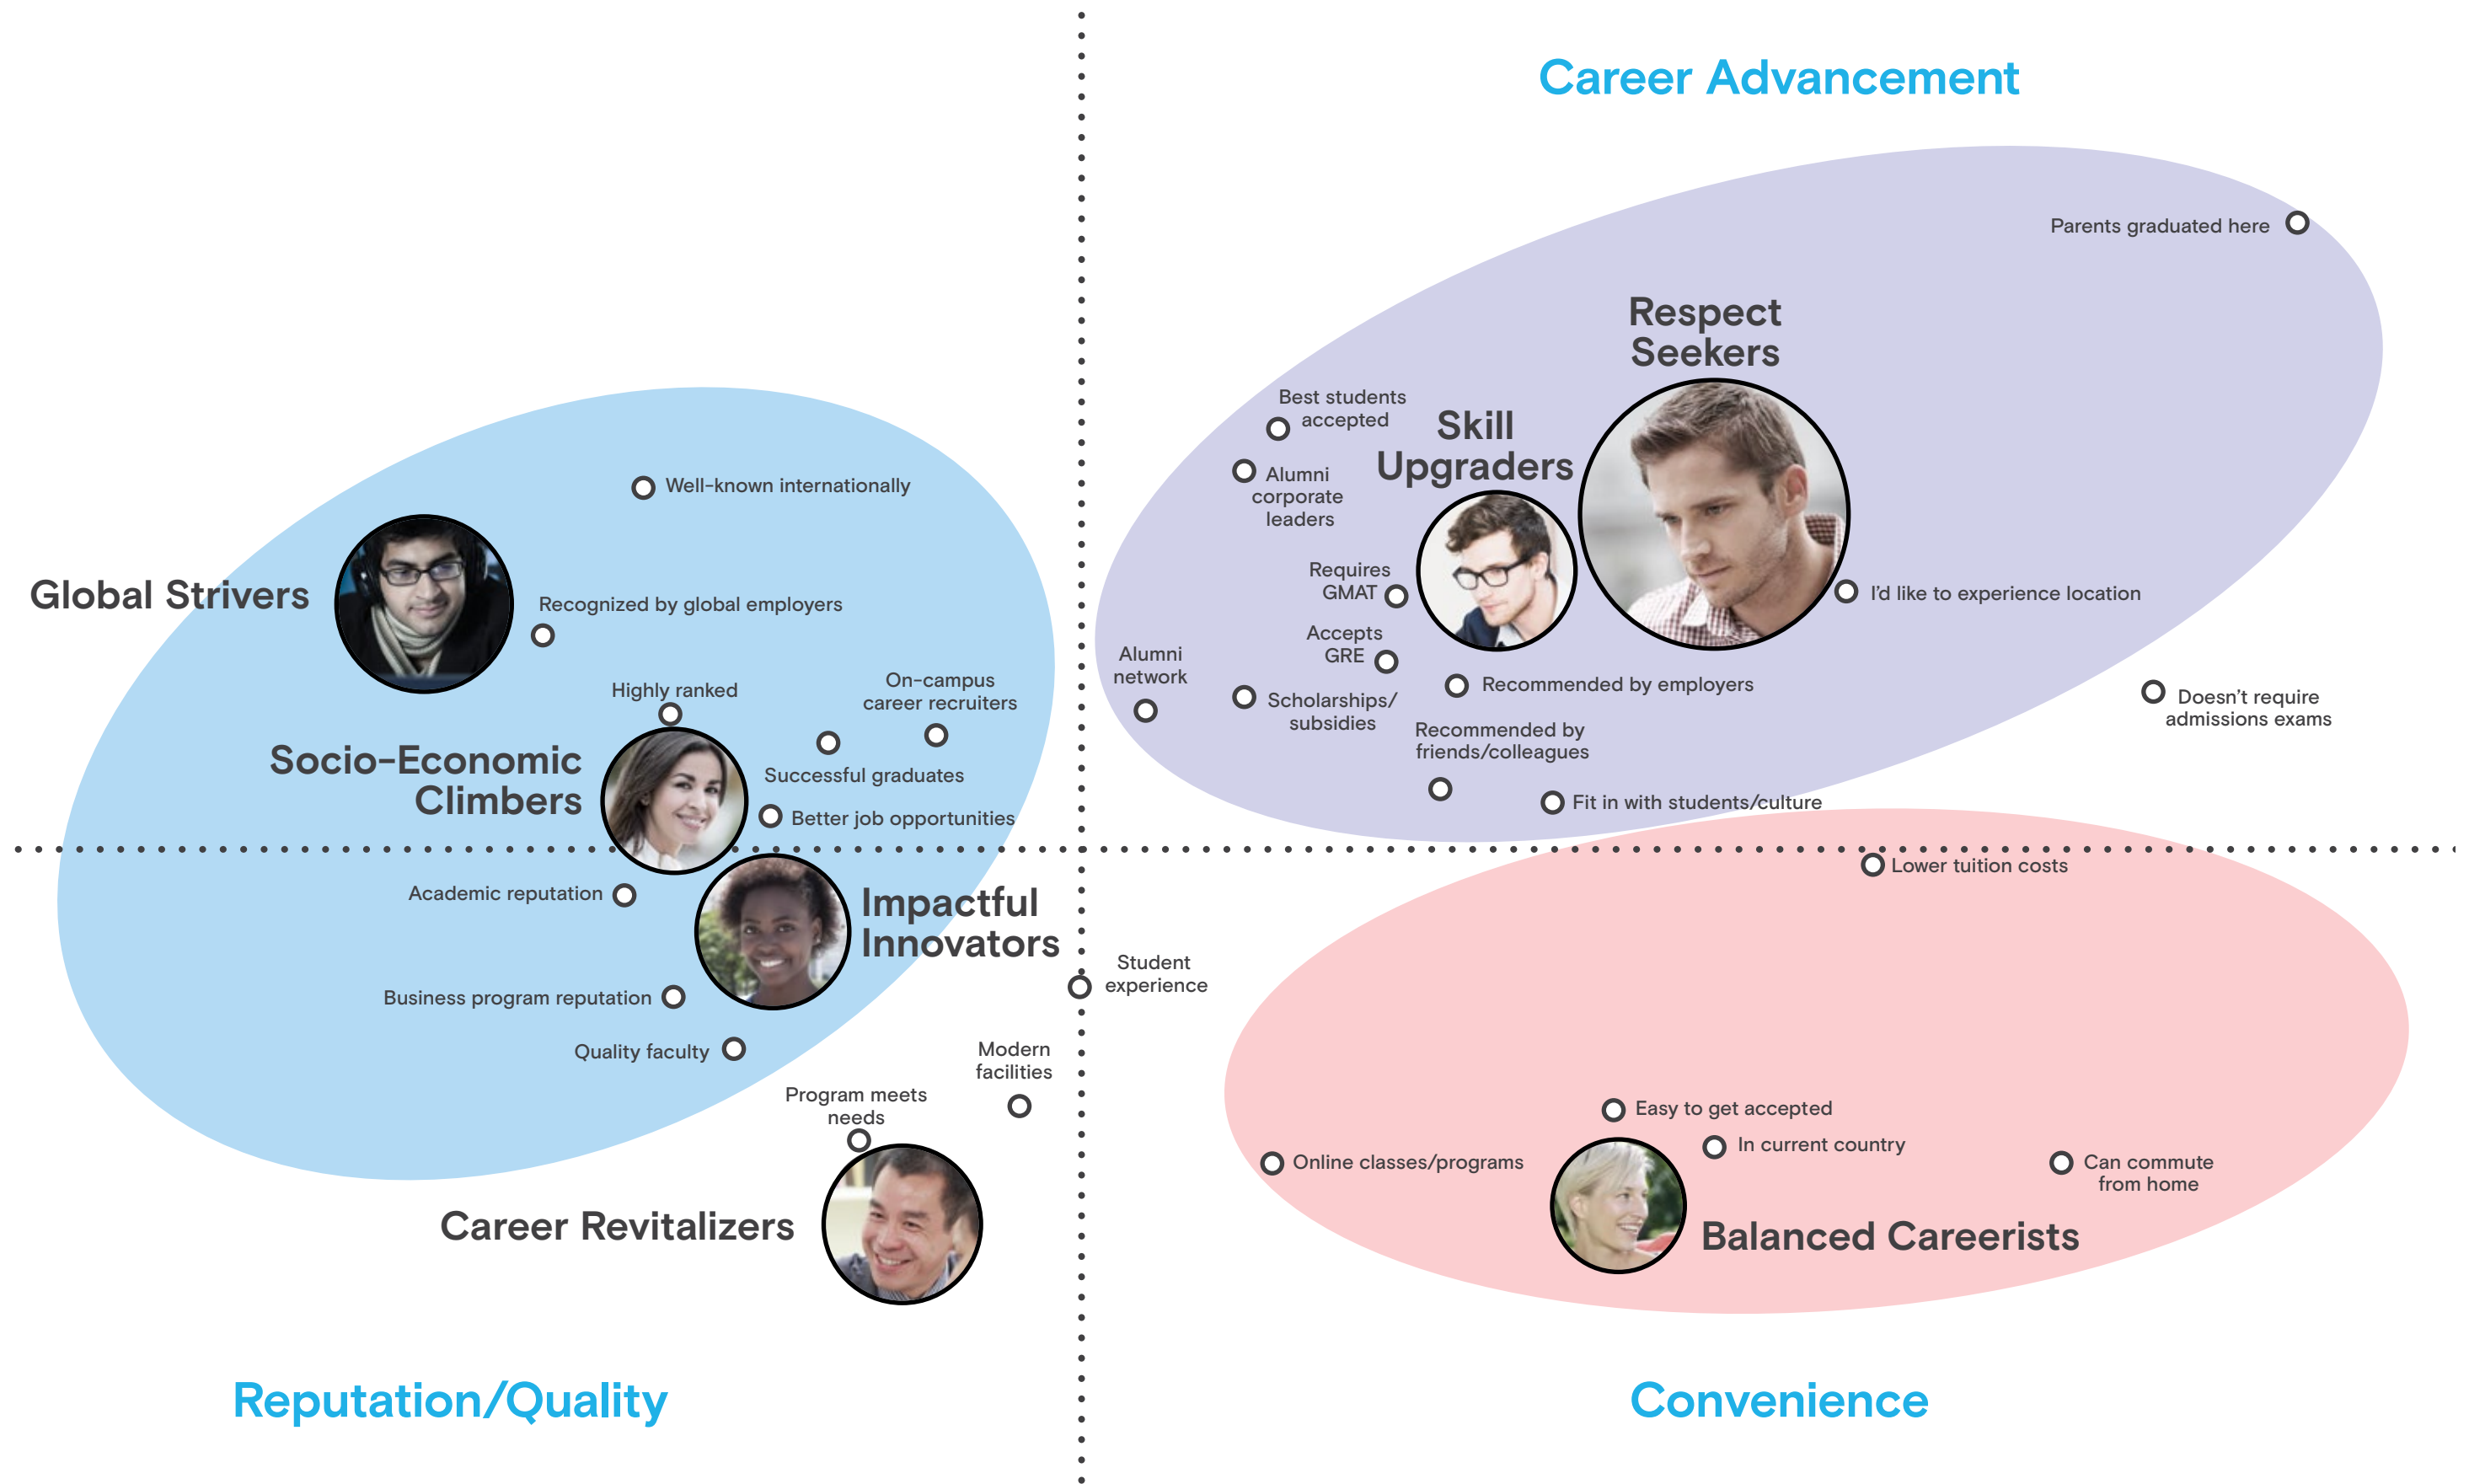 Career Advancement
Parents graduated here
Respect
Seekers
Best students
accepted
Skill
Upgraders
Alumni
corporate
leaders
Well-known internationally
Global Strivers
Recognized by global employers
Requires
GMAT
I'd like to experience location
Accepts
GRE
Alumni
network
Highly ranked
On-campus
career recruiters
Scholarships/
subsidies
Recommended by employers
Doesn't require
admissions exams
Recommended by
friends/colleagues
Socio-Economic
Climbers
Successful graduates
Better job opportunities
Fit in with students/culture
Lower tuition costs
Academic reputation
Impactful
Innovators
Student
experience
Business program reputation
Quality faculty
Modern
facilities
Program meets
needs
Easy to get accepted
In current country
Online classes/programs
Can commute
from home
Career Revitalizers
Balanced Careerists
Reputation/Quality
Convenience